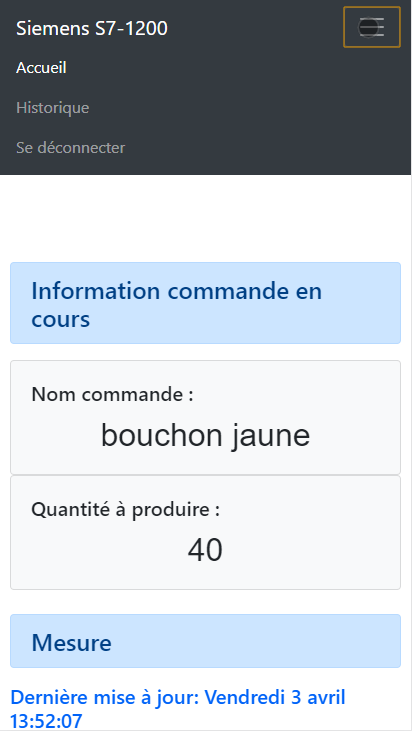 Siemens S7-1200
Accueil
Historique
Se déconnecter
Information commande en
cours
Nom commande :
bouchon jaune
Quantité à produire :
40
Mesure
Dernière mise à jour: Vendredi 3 avril
13:52:07